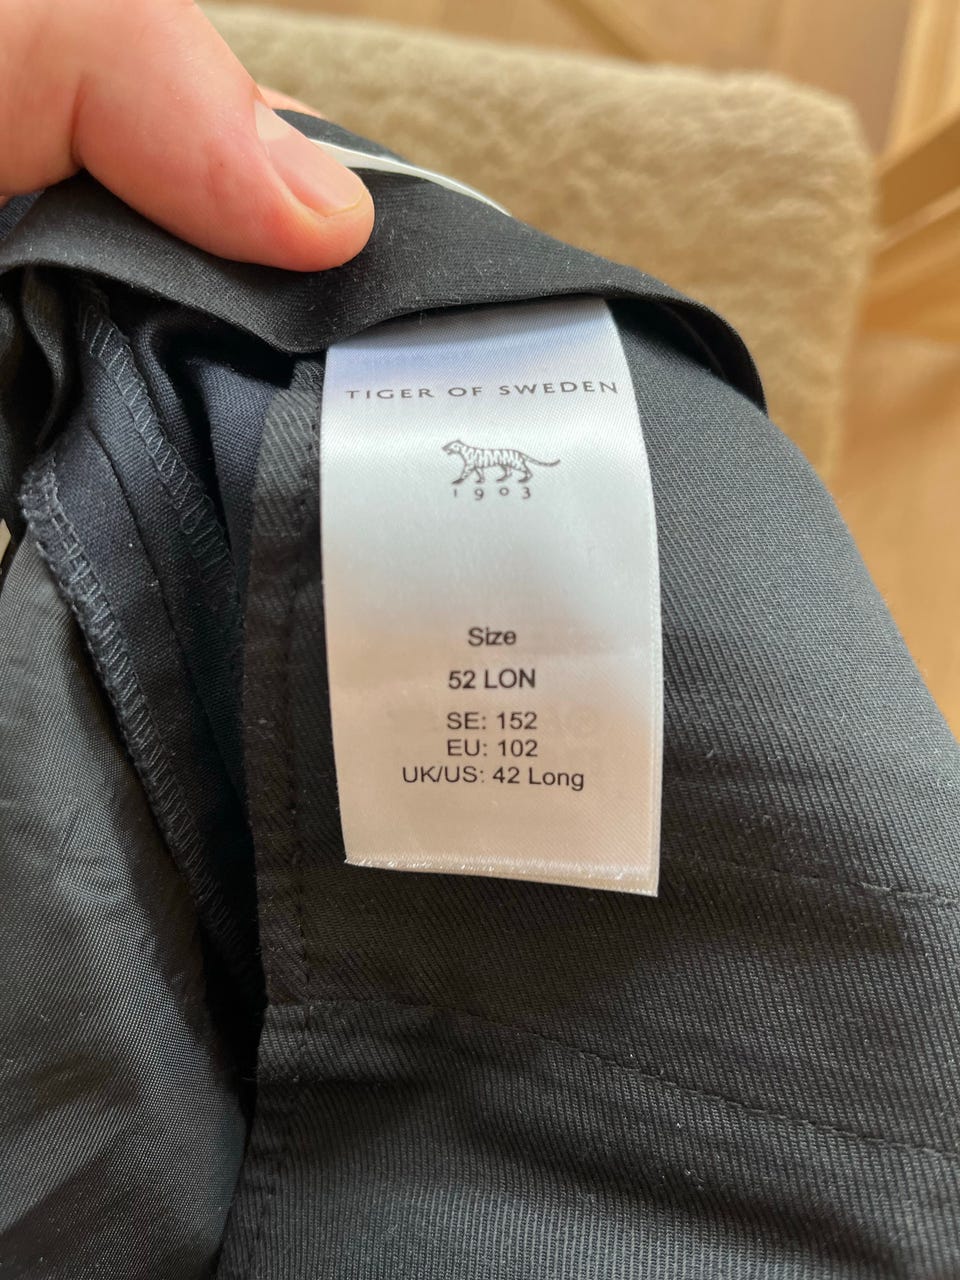 TIGER OF SWEDEN
1903
Size
52 LON
SE: 152
EU: 102
UK/US: 42 Long